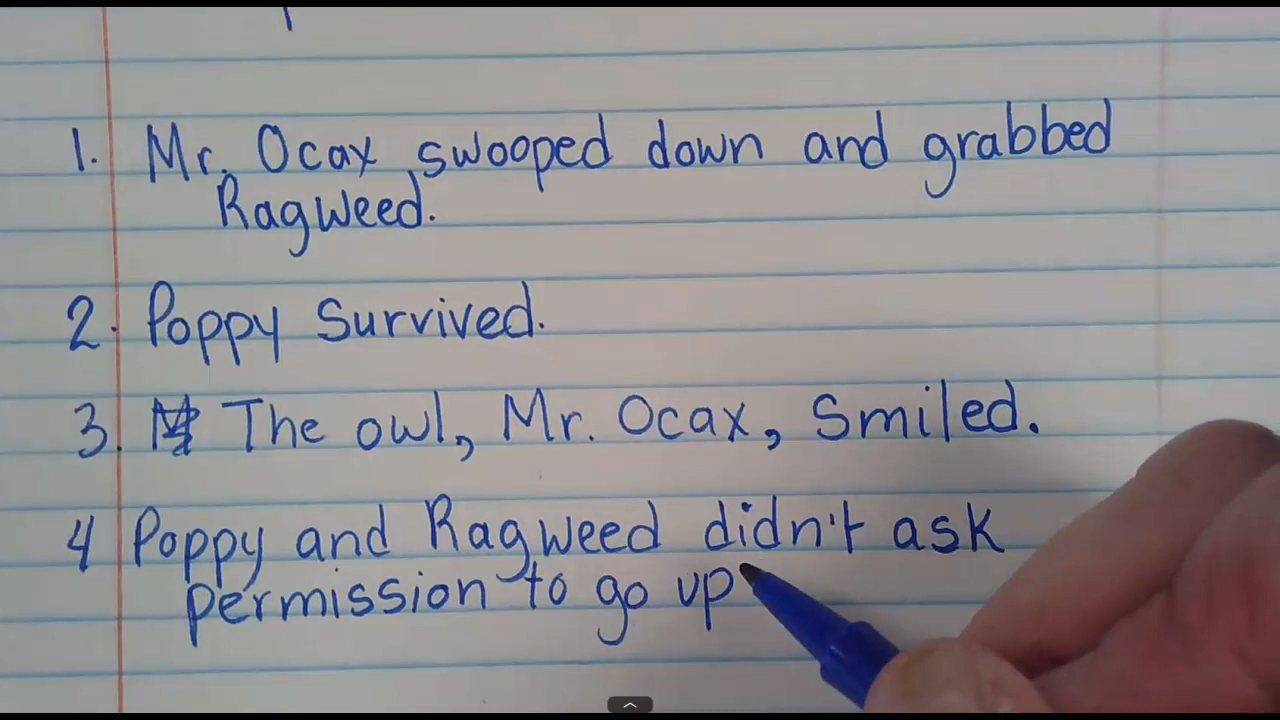 1. Mr. Ocax swooped down and grabbed
Ragweed.
2. Poppy Survived.
3. The owl, Mr. Ocax, Smiled.
4 Poppy and Ragweed didn't ask
permission to go up